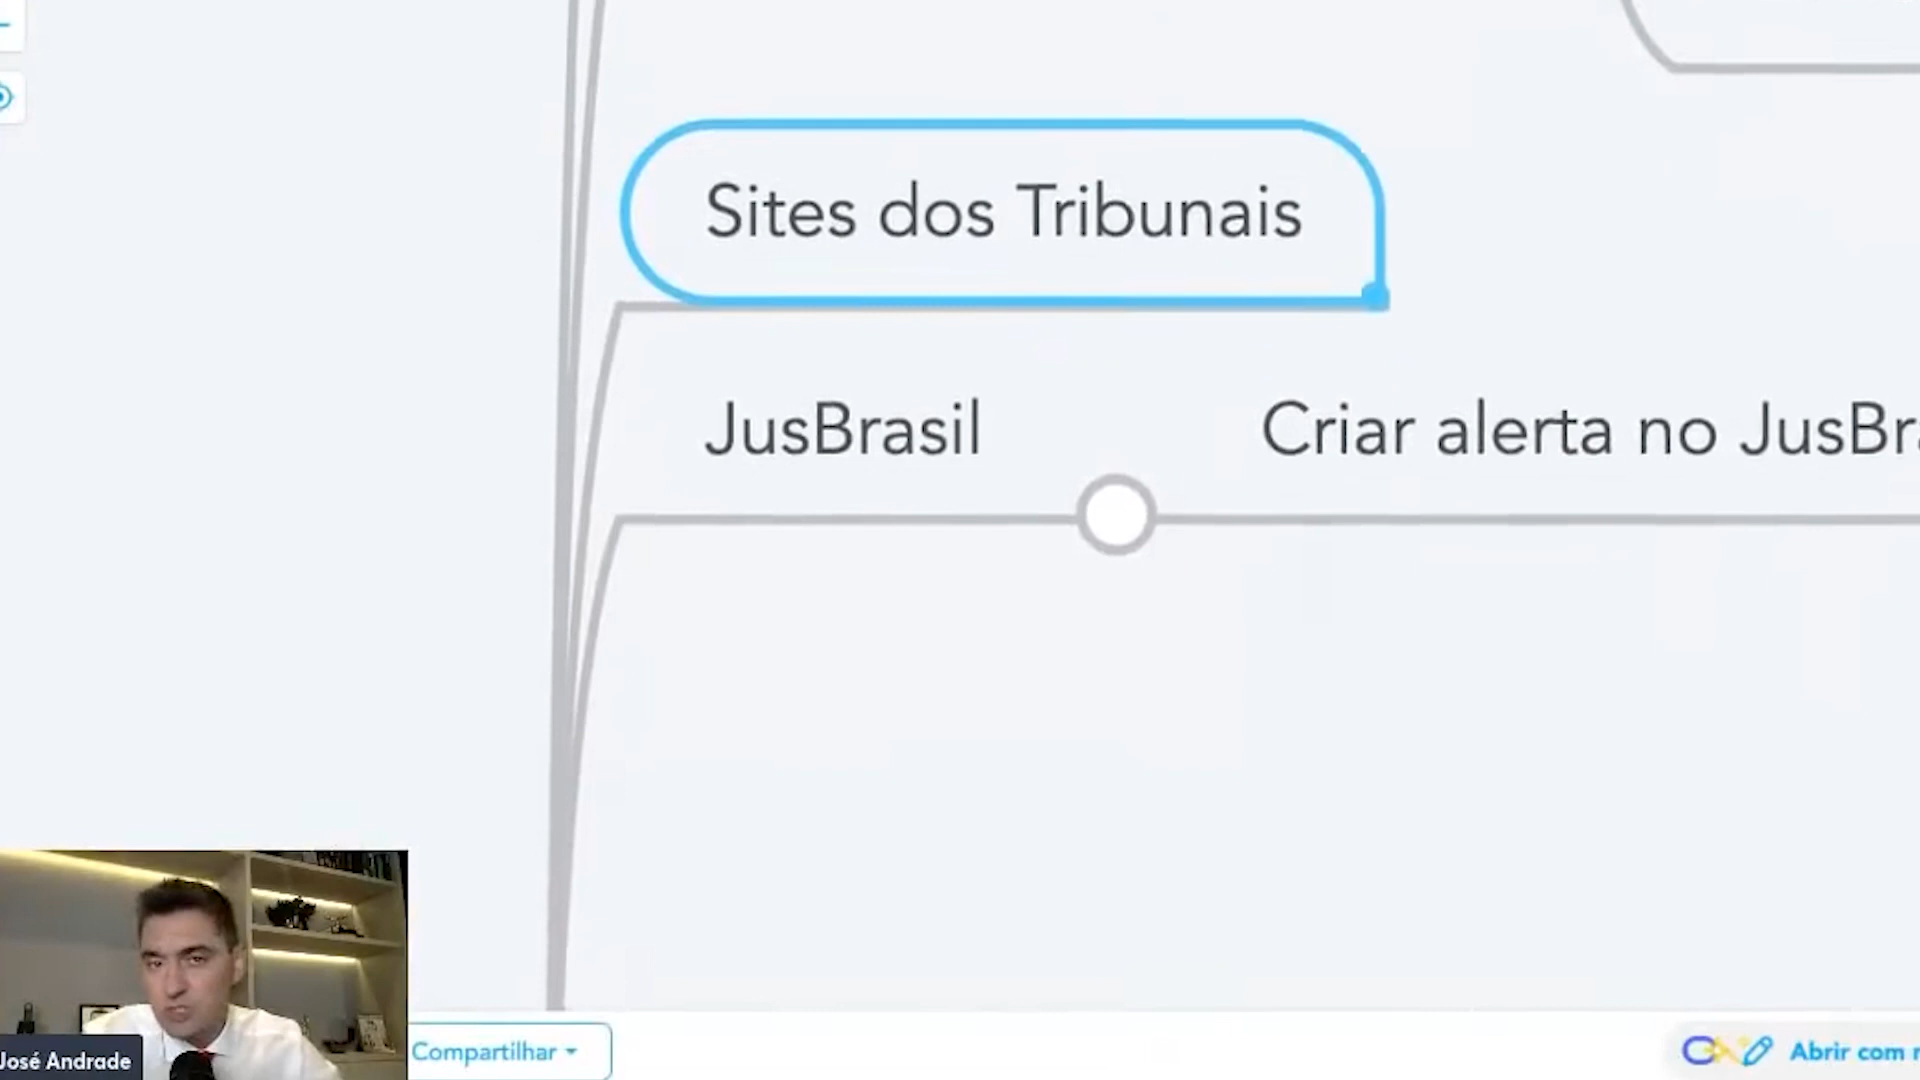 Sites dos Tribunais
JusBrasil
Criar alerta no JusBra
José Andrade
Compartilhar
Abrir com